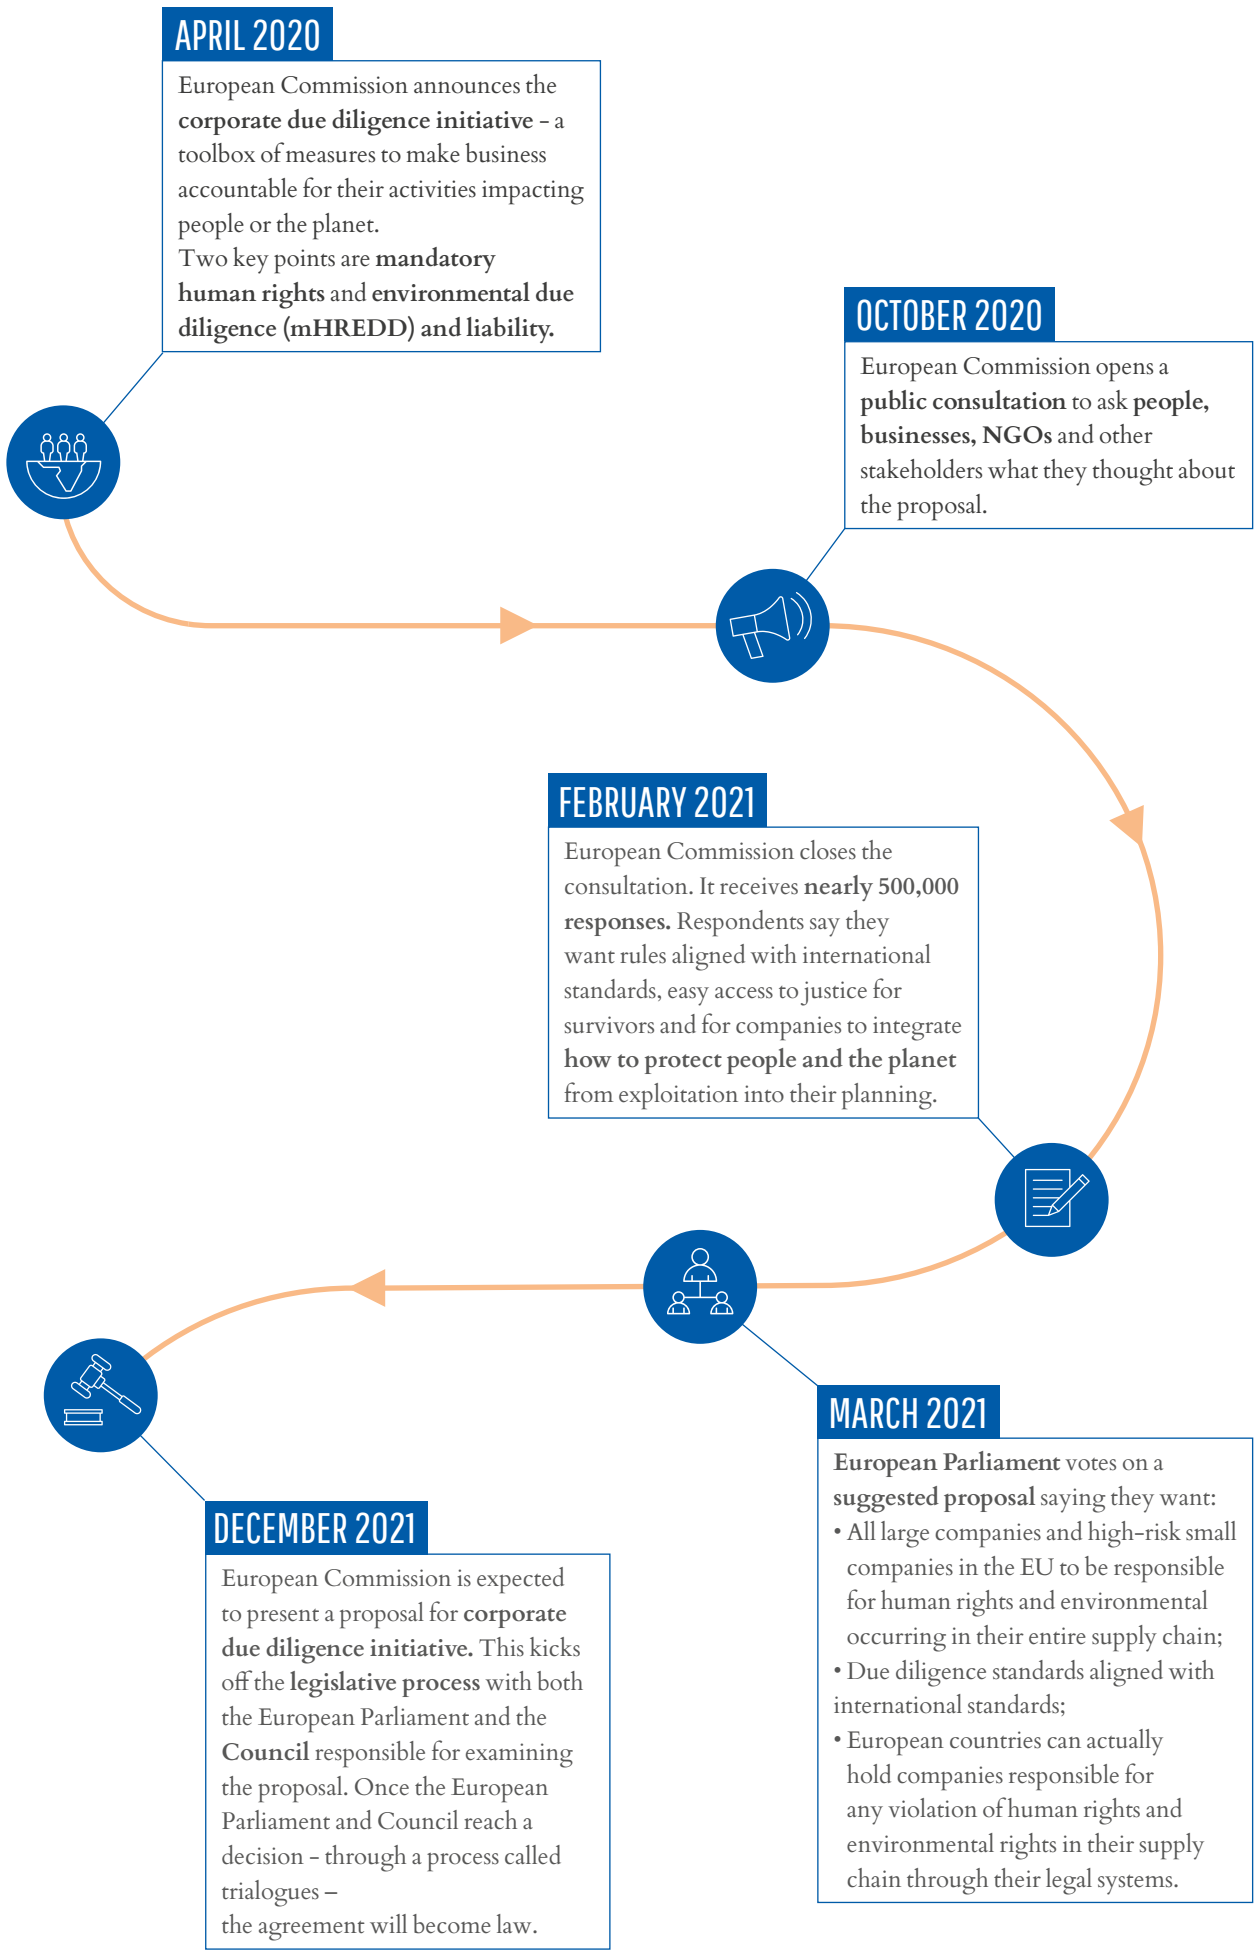 APRIL 2020
European Commission announces the
corporate due diligence initiative - a
toolbox of measures to make business
accountable for their activities impacting
people or the planet.
Two key points are mandatory
human rights and environmental due
diligence (mHREDD) and liability.
OCTOBER 2020
European Commission opens a
public consultation to ask people,
businesses, NGOs and other
stakeholders what they thought about
the proposal.
FEBRUARY 2021
European Commission closes the
consultation. It receives nearly 500,000
responses. Respondents say they
want rules aligned with international
standards, easy access to justice for
survivors and for companies to integrate
how to protect people and the planet
from exploitation into their planning.
MARCH 2021
European Parliament votes on a
suggested proposal saying they want:
• All large companies and high-risk small
companies in the EU to be responsible
for human rights and environmental
occurring in their entire supply chain;
• Due diligence standards aligned with
international standards;
• European countries can actually
hold companies responsible for
any violation of human rights and
environmental rights in their supply
chain through their legal systems.
DECEMBER 2021
European Commission is expected
to present a proposal for corporate
due diligence initiative. This kicks
off the legislative process with both
the European Parliament and the
Council responsible for examining
the proposal. Once the European
Parliament and Council reach a
decision - through a process called
trialogues –
the agreement will become law.